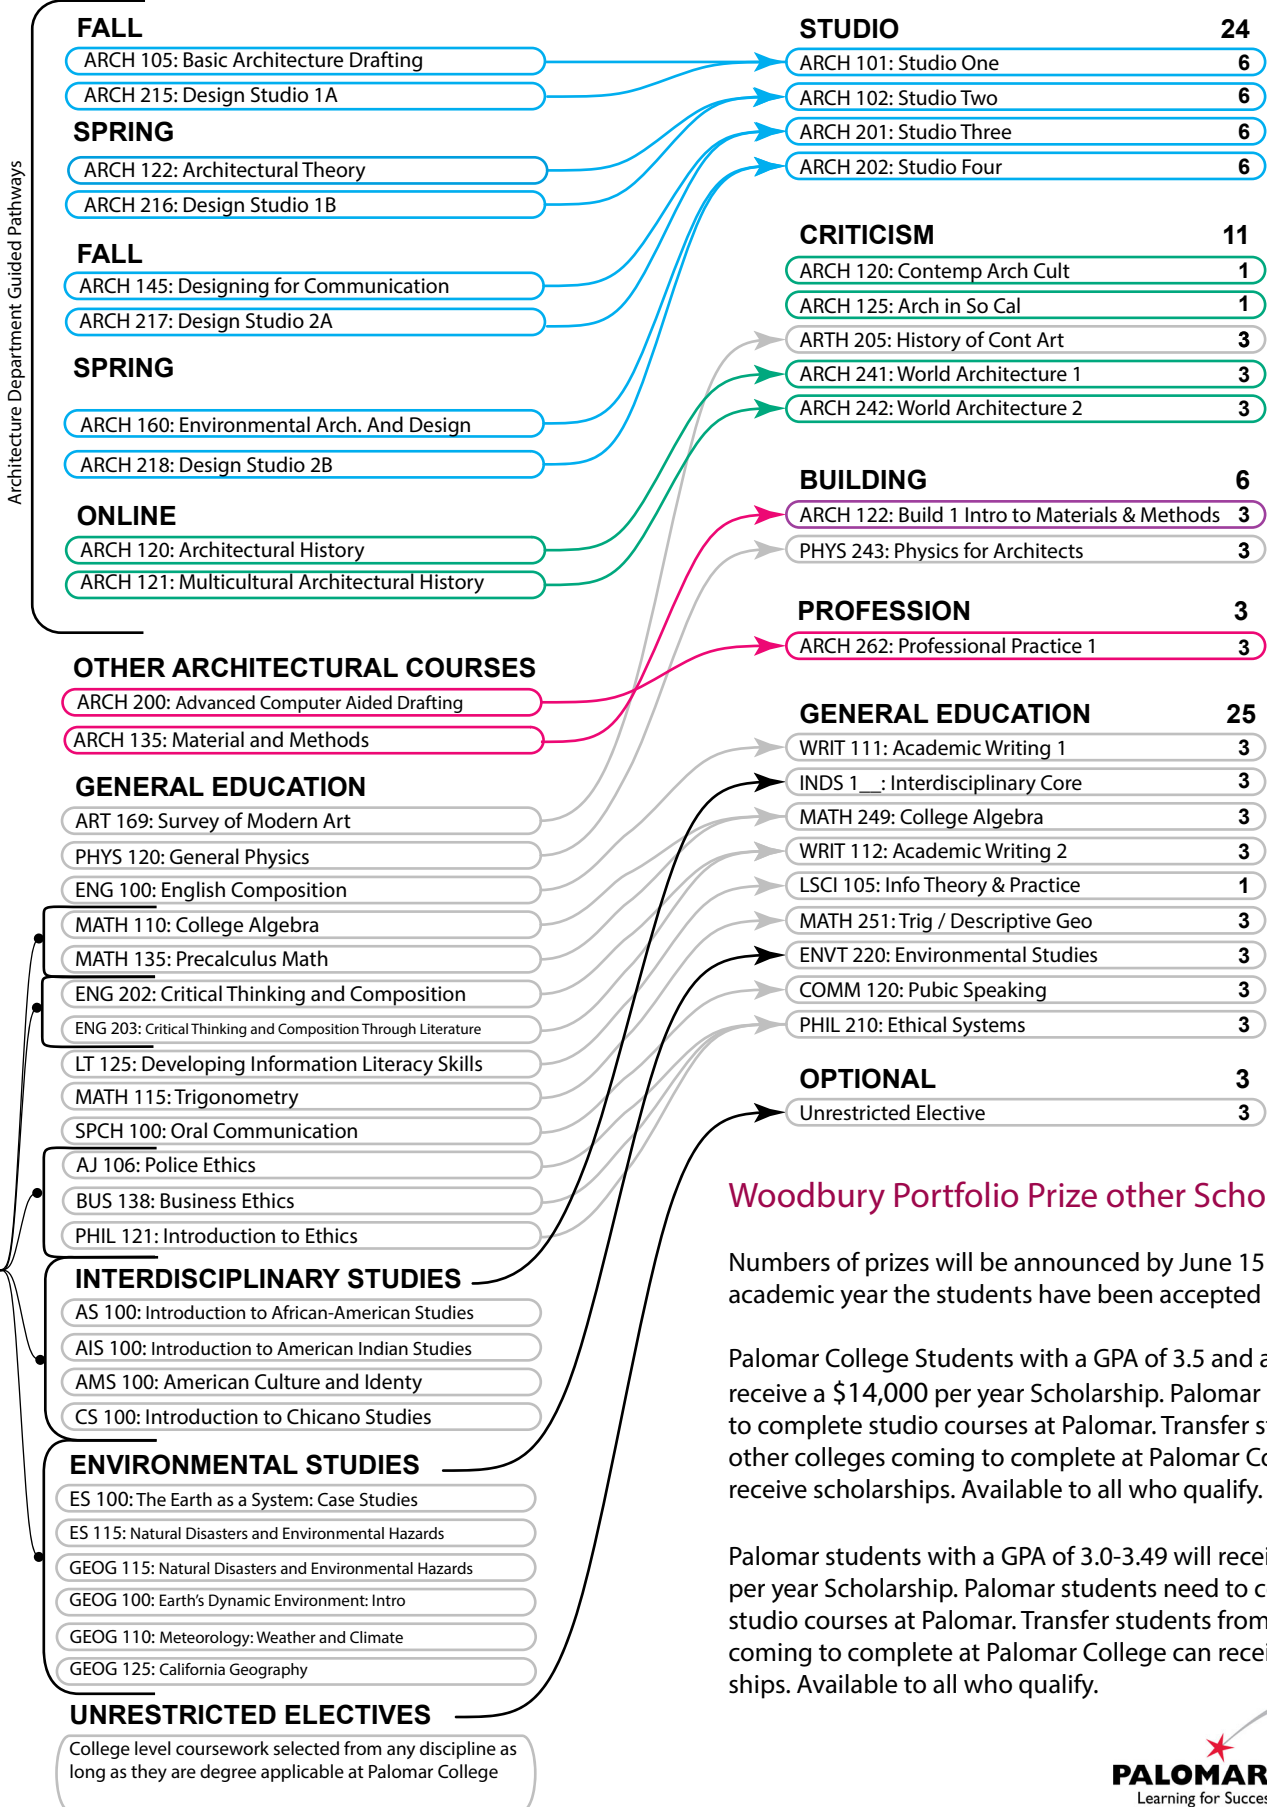 Architecture Department Guided Pathways
FALL
ARCH 105: Basic Architecture Drafting
ARCH 215: Design Studio 1A
SPRING
ARCH 122: Architectural Theory
ARCH 216: Design Studio 1B
FALL
ARCH 145: Designing for Communication
ARCH 217: Design Studio 2A
SPRING
ARCH 160: Environmental Arch. And Design
ARCH 218: Design Studio 2B
ONLINE
ARCH 120: Architectural History
ARCH 121: Multicultural Architectural History
OTHER ARCHITECTURAL COURSES
ARCH 200: Advanced Computer Aided Drafting
ARCH 135: Material and Methods
GENERAL EDUCATION
ART 169: Survey of Modern Art
PHYS 120: General Physics
ENG 100: English Composition
MATH 110: College Algebra
MATH 135: Precalculus Math
ENG 202: Critical Thinking and Composition
ENG 203: Critical Thinking and Composition Through Literature
LT 125: Developing Information Literacy Skills
MATH 115: Trigonometry
SPCH 100: Oral Communication
AJ 106: Police Ethics
BUS 138: Business Ethics
PHIL 121: Introduction to Ethics
INTERDISCIPLINARY STUDIES
AS 100: Introduction to African-American Studies
AIS 100: Introduction to American Indian Studies
AMS 100: American Culture and Identy
CS 100: Introduction to Chicano Studies
ENVIRONMENTAL STUDIES
ES 100: The Earth as a System: Case Studies
ES 115: Natural Disasters and Environmental Hazards
GEOG 115: Natural Disasters and Environmental Hazards
GEOG 100: Earth's Dynamic Environment: Intro
GEOG 110: Meteorology: Weather and Climate
GEOG 125: California Geography
UNRESTRICTED ELECTIVES
College level coursework selected from any discipline as
long as they are degree applicable at Palomar College
STUDIO 24
ARCH 101: Studio One 6
ARCH 102: Studio Two 6
ARCH 201: Studio Three 6
ARCH 202: Studio Four 6
CRITICISM 11
ARCH 120: Contemp Arch Cult 1
ARCH 125: Arch in So Cal 1
ARTH 205: History of Cont Art 3
ARCH 241: World Architecture 1 3
ARCH 242: World Architecture 2 3
BUILDING 6
ARCH 122: Build 1 Intro to Materials & Methods 3
PHYS 243: Physics for Architects 3
PROFESSION 3
ARCH 262: Professional Practice 1 3
GENERAL EDUCATION 25
WRIT 111: Academic Writing 1 3
INDS 1__: Interdisciplinary Core 3
MATH 249: College Algebra 3
WRIT 112: Academic Writing 2 3
LSCI 105: Info Theory & Practice 1
MATH 251: Trig / Descriptive Geo 3
ENVT 220: Environmental Studies 3
COMM 120: Pubic Speaking 3
PHIL 210: Ethical Systems 3
OPTIONAL 3
Unrestricted Elective 3
Woodbury Portfolio Prize other Scho
Numbers of prizes will be announced by June 15
academic year the students have been accepted
Palomar College Students with a GPA of 3.5 and a
receive a $14,000 per year Scholarship. Palomar
to complete studio courses at Palomar. Transfer s
other colleges coming to complete at Palomar Co
receive scholarships. Available to all who qualify.
Palomar students with a GPA of 3.0-3.49 will recei
per year Scholarship. Palomar students need to c
studio courses at Palomar. Transfer students from
coming to complete at Palomar College can recei
ships. Available to all who qualify.
PALOMAR
Learning for Succes